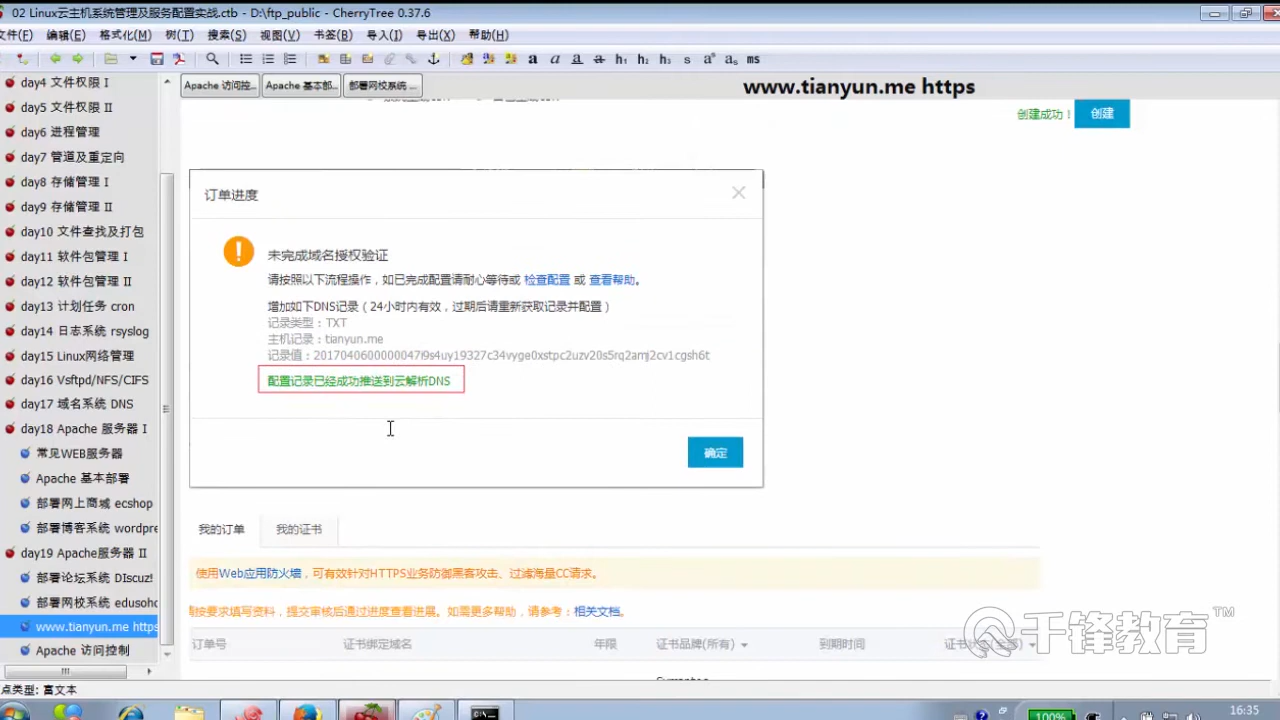 02 Linux云主机系统管理及服务配置实战.ctb - D:\ftp_public - CherryTree 0.37.6
文件(F) 编辑(E) 格式化(M) 树(T) 搜索(S) 视图(V) 书签(B) 导入(I) 导出(X) 帮助(H)
a a a a h1 h2 h3 s a a ms
Apache 访问控.. Apache 基本部.. 部署网校系统 ...
www.tianyun.me https
day4 文件权限 I
day5 文件权限 II
day6 进程管理
day7 管道及重定向
day8 存储管理 I
day9 存储管理 II
day10 文件查找及打包
day11 软件包管理 I
day12 软件包管理 II
day13 计划任务 cron
day14 日志系统 rsyslog
day15 Linux网络管理
day16 Vsftpd/NFS/CIFS
day17 域名系统 DNS
day18 Apache 服务器 I
常见WEB服务器
Apache 基本部署
部署网上商城 ecshop
部署博客系统 wordpre
day19 Apache服务器 II
部署论坛系统 DIscuz!
部署网校系统 edusoho
www.tianyun.me https
Apache 访问控制
创建成功！ 创建
订单进度
未完成域名授权验证
请按照以下流程操作，如已完成配置请耐心等待或 检查配置 或 查看帮助。
增加如下DNS记录（24小时内有效，过期后请重新获取记录并配置）
记录类型：TXT
主机记录：tianyun.me
配置记录已经成功推送到云解析DNS
确定
我的订单 我的证书
使用Web应用防火墙，可有效针对HTTPS业务防御黑客攻击、过滤海量CC请求。
请按要求填写资料，提交审核后通过进度查看进展。如需更多帮助，请参考：相关文档。
订单号 证书绑定域名 年限 证书品牌(所有) 到期时间
千锋教育™
点类型: 富文本
100%
16:35